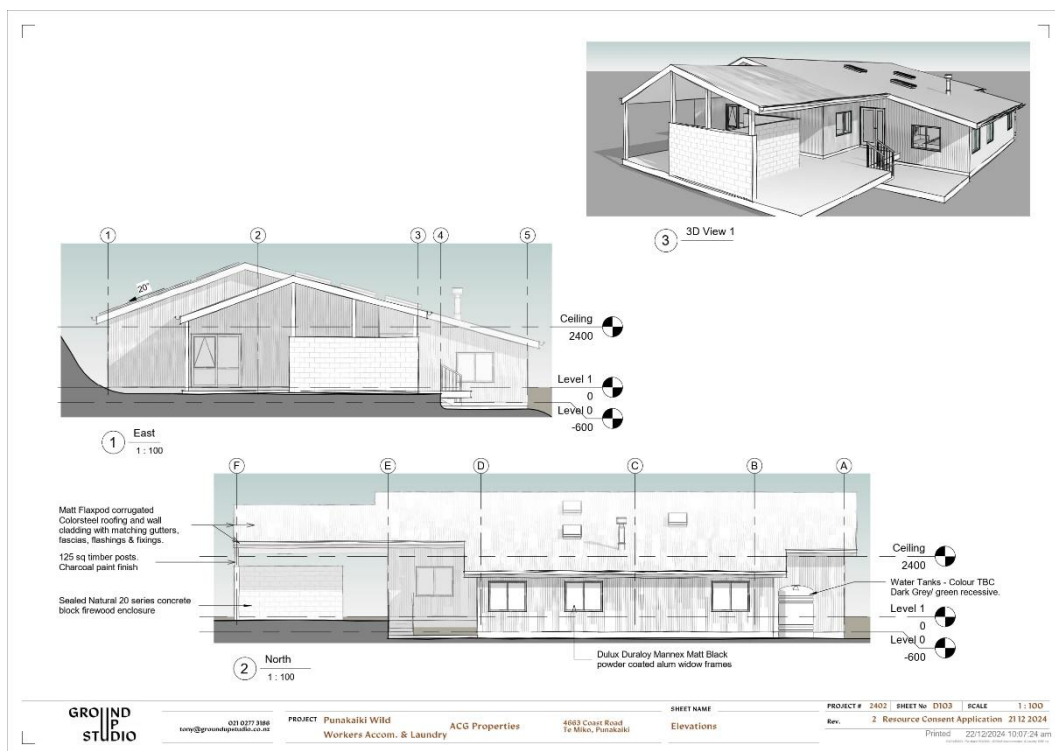 3
3D View 1
1
2
3
4
5
20°
Ceiling
2400
Level 1
0
Level 0
-600
1
East
1 : 100
F
E
D
C
B
A
Matt Flaxpod corrugated
Colorsteel roofing and wall
cladding with matching gutters,
fascias, flashings & fixings.
125 sq timber posts.
Charcoal paint finish
Sealed Natural 20 series concrete
block firewood enclosure
Ceiling
2400
Water Tanks - Colour TBC
Dark Grey/ green recessive.
Level 1
0
Level 0
-600
Dulux Duraloy Mannex Matt Black
powder coated alum widow frames
2
North
1 : 100
GROUND
UP
STUDIO
021 0277 3186
tony@groundupstudio.co.nz
PROJECT Punakaiki Wild
Workers Accom. & Laundry
ACG Properties
4663 Coast Road
Te Miko, Punakaiki
SHEET NAME
Elevations
PROJECT # 2402 SHEET No D103 SCALE 1 : 100
Rev. 2 Resource Consent Application 21 12 2024
Printed 22/12/2024 10:07:24 am